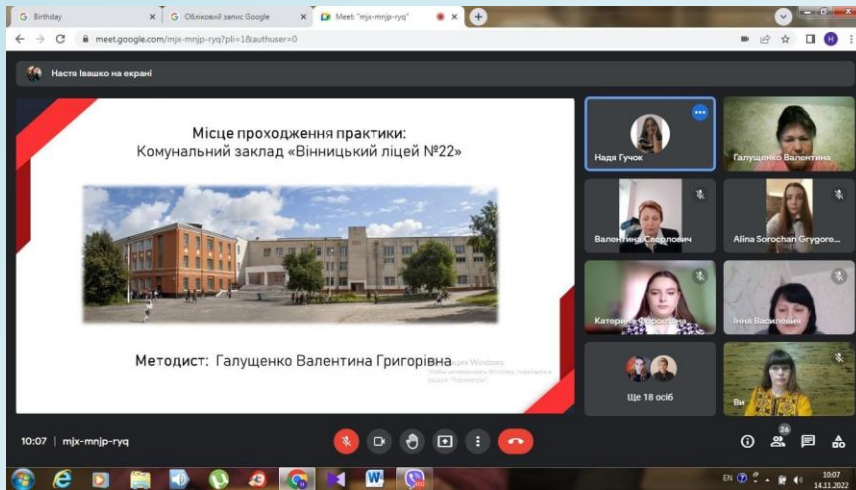 Birthday
Обліковий запис Google
Meet: "mjx-mnjp-ryq"
meet.google.com/mjx-mnjp-ryq?pli=1&authuser=0
Настя Івашко на екрані
Місце проходження практики:
Комунальний заклад «Вінницький ліцей №22»
Методист: Галущенко Валентина Григорівна
Надя Гучок
Галущенко Валентина
Валентина Сверлович
Alina Sorochan Grygore...
Катерина
Інна Василевич
Ще 18 осіб
Ви
10:07 | mjx-mnjp-ryq
26
EN
10:07
14.11.2022